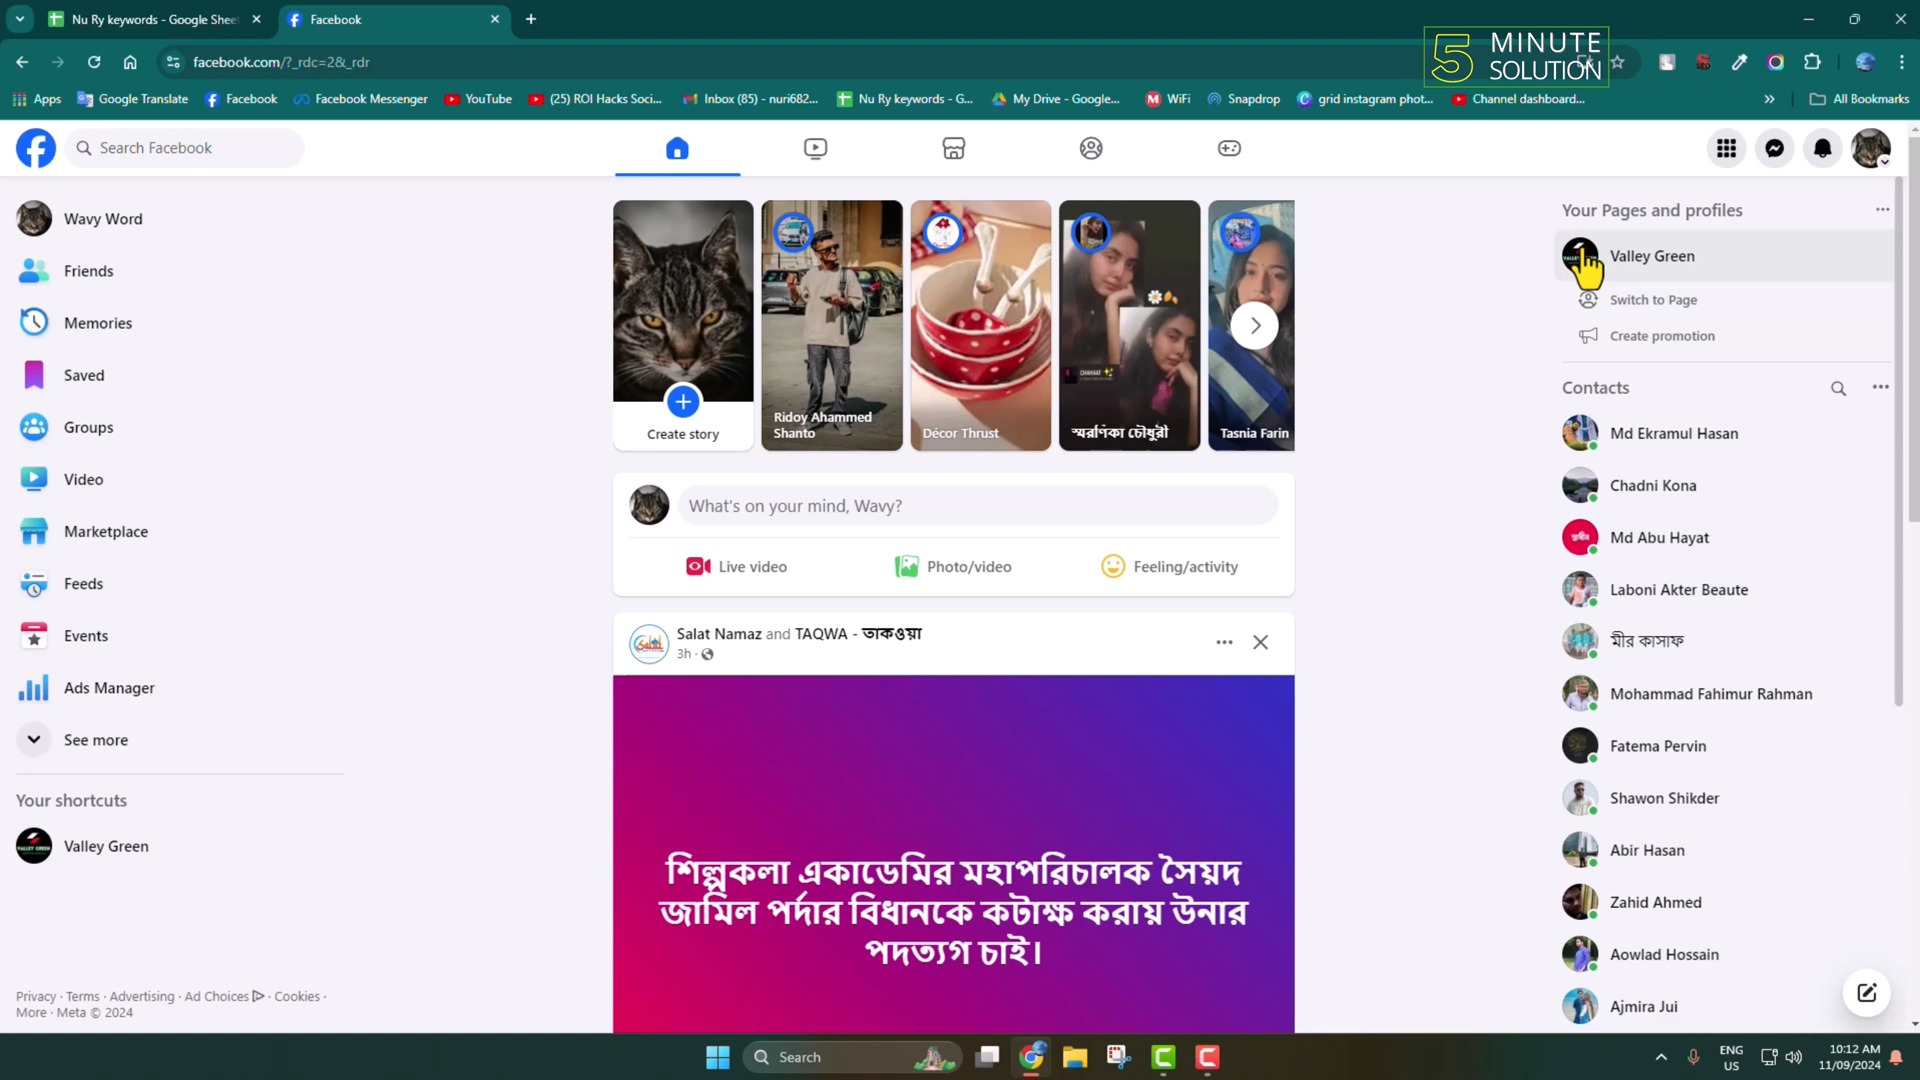 Nu Ry keywords - Google Shee
Facebook
facebook.com/?_rdc=2&_rdr
5 MINUTE
SOLUTION
Apps
Google Translate
Facebook
Facebook Messenger
YouTube
(25) ROI Hacks Soci...
Inbox (85) - nuri682...
Nu Ry keywords - G...
My Drive - Google...
WiFi
Snapdrop
grid instagram phot...
Channel dashboard...
All Bookmarks
Search Facebook
Wavy Word
Friends
Memories
Saved
Groups
Video
Marketplace
Feeds
Events
Ads Manager
See more
Your shortcuts
Valley Green
Privacy · Terms · Advertising · Ad Choices · Cookies ·
More · Meta © 2024
Create story
Ridoy Ahammed
Shanto
Décor Thrust
স্মরণিকা চৌধুরী
Tasnia Farin
What's on your mind, Wavy?
Live video
Photo/video
Feeling/activity
Salat Namaz and TAQWA - তাকওয়া
3h ·
শিল্পকলা একাডেমির মহাপরিচালক সৈয়দ
জামিল পর্দার বিধানকে কটাক্ষ করায় উনার
পদত্যগ চাই।
Your Pages and profiles
Valley Green
Switch to Page
Create promotion
Contacts
Md Ekramul Hasan
Chadni Kona
Md Abu Hayat
Laboni Akter Beaute
মীর কাসাফ
Mohammad Fahimur Rahman
Fatema Pervin
Shawon Shikder
Abir Hasan
Zahid Ahmed
Aowlad Hossain
Ajmira Jui
Search
ENG
US
10:12 AM
11/09/2024